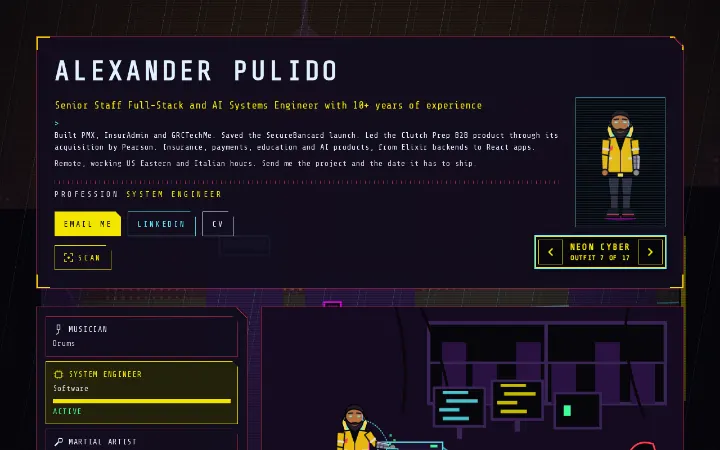 ALEXANDER PULIDO
Senior Staff Full-Stack and AI Systems Engineer with 10+ years of experience
>
Built PMX, InsurAdmin and GRCTechMe. Saved the SecureBancard launch. Led the Clutch Prep B2B product through its
acquisition by Pearson. Insurance, payments, education and AI products, from Elixir backends to React apps.
Remote, working US Eastern and Italian hours. Send me the project and the date it has to ship.
PROFESSION SYSTEM ENGINEER
EMAIL ME
LINKEDIN
CV
SCAN
NEON CYBER
OUTFIT 7 OF 17
MUSICIAN
Drums
SYSTEM ENGINEER
Software
ACTIVE
MARTIAL ARTIST